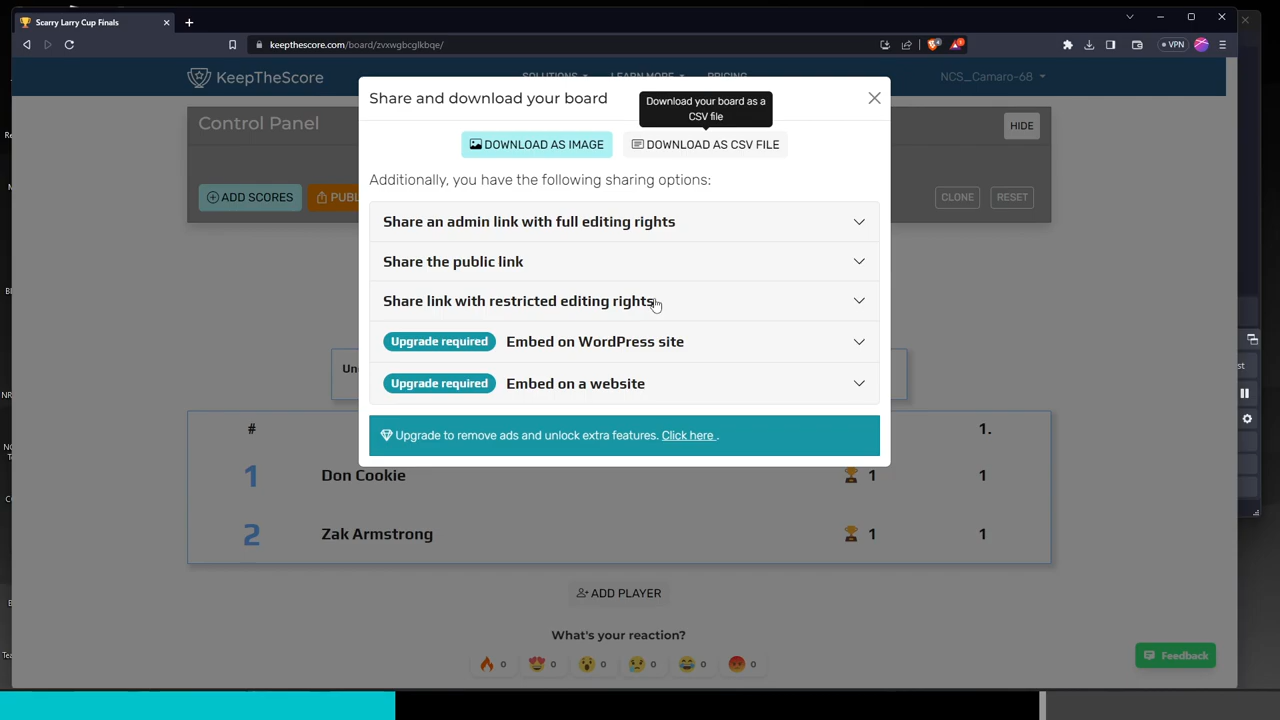 Scarry Larry Cup Finals
keepthescore.com/board/zvxwgbcglkbqe/
4
1
VPN
KeepTheScore
SOLUTIONS
LEARN MORE
PRICING
NCS_Camaro-68
Control Panel
HIDE
ADD SCORES
PUBL
CLONE
RESET
Share and download your board
Download your board as a
CSV file
DOWNLOAD AS IMAGE
DOWNLOAD AS CSV FILE
Additionally, you have the following sharing options:
Share an admin link with full editing rights
Share the public link
Share link with restricted editing rights
Upgrade required Embed on WordPress site
Upgrade required Embed on a website
Upgrade to remove ads and unlock extra features. Click here .
Un
# 1.
1 Don Cookie 1 1
2 Zak Armstrong 1 1
ADD PLAYER
What's your reaction?
0 0 0 0 0 0
Feedback